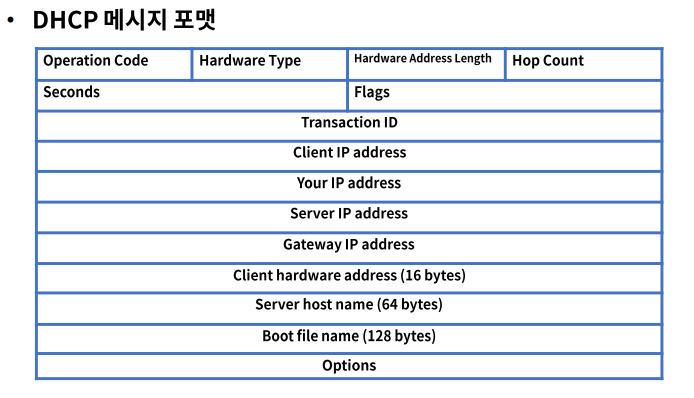 • DHCP 메시지 포맷
Operation Code Hardware Type Hardware Address Length Hop Count
Seconds Flags
Transaction ID
Client IP address
Your IP address
Server IP address
Gateway IP address
Client hardware address (16 bytes)
Server host name (64 bytes)
Boot file name (128 bytes)
Options